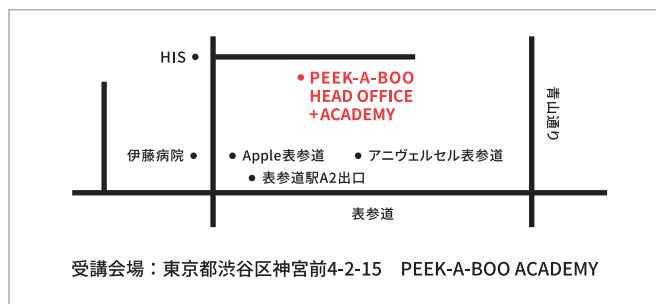 HIS
PEEK-A-BOO
HEAD OFFICE
+ACADEMY
青山通り
伊藤病院
Apple表参道
アニヴェルセル表参道
表参道駅A2出口
表参道
受講会場：東京都渋谷区神宮前4-2-15　PEEK-A-BOO ACADEMY